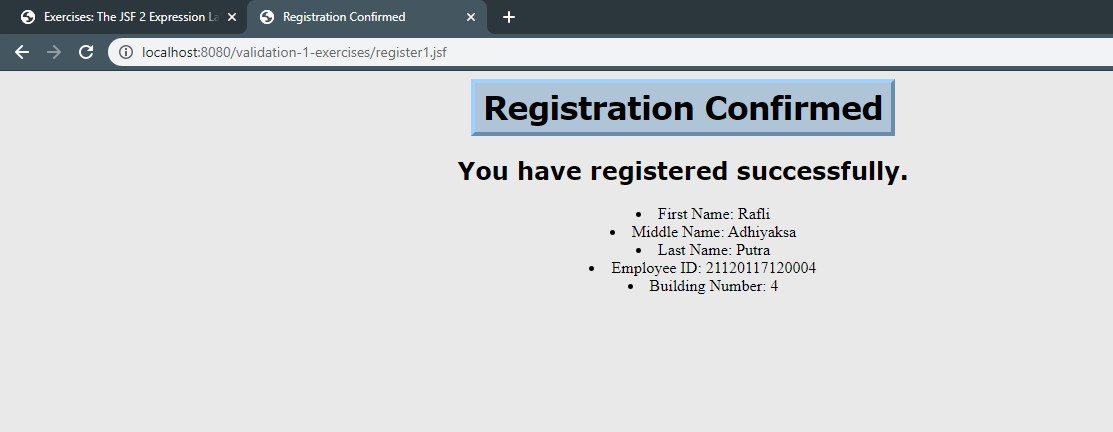 Exercises: The JSF 2 Expression La
Registration Confirmed
localhost:8080/validation-1-exercises/register1.jsf
Registration Confirmed
You have registered successfully.
• First Name: Rafli
• Middle Name: Adhiyaksa
• Last Name: Putra
• Employee ID: 21120117120004
• Building Number: 4